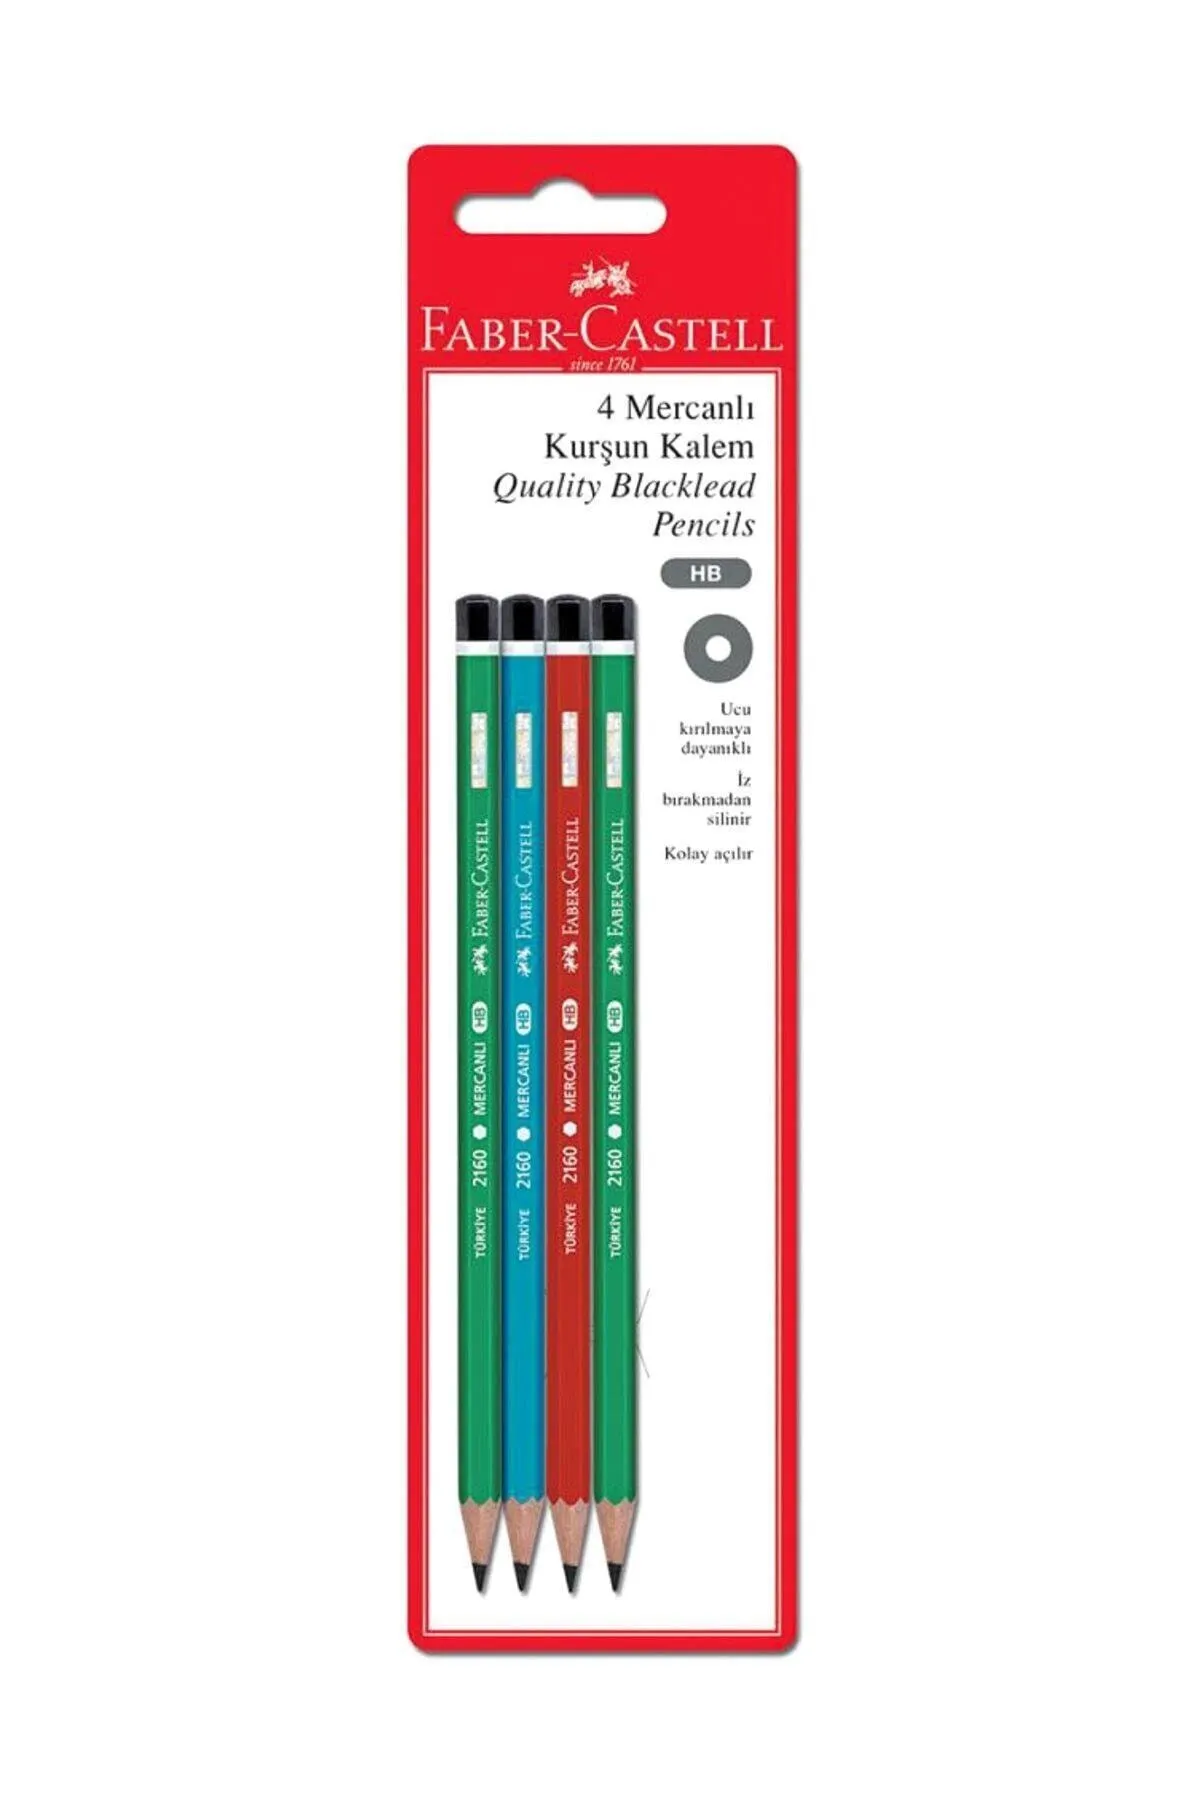 FABER-CASTELL
since 1761
4 Mercanlı
Kurşun Kalem
Quality Blacklead
Pencils
HB
Ucu
kırılmaya
dayanıklı
İz
bırakmadan
silinir
Kolay açılır
TÜRKİYE 2160 MERCANLI HB FABER-CASTELL
TÜRKİYE 2160 MERCANLI HB FABER-CASTELL
TÜRKİYE 2160 MERCANLI HB FABER-CASTELL
TÜRKİYE 2160 MERCANLI HB FABER-CASTELL